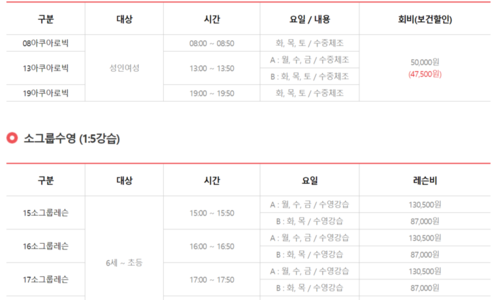 구분 대상 시간 요일 / 내용 회비(보건할인)
08아쿠아로빅 성인여성 08:00 ~ 08:50 화, 목, 토 / 수중체조 50,000원
(47,500원)
13아쿠아로빅 13:00 ~ 13:50 A : 월, 수, 금 / 수중체조
B : 화, 목, 토 / 수중체조
19아쿠아로빅 19:00 ~ 19:50 화, 목, 토 / 수중체조
소그룹수영 (1:5강습)
구분 대상 시간 요일 레슨비
15소그룹레슨 6세 ~ 초등 15:00 ~ 15:50 A : 월, 수, 금 / 수영강습 130,500원
B : 화, 목 / 수영강습 87,000원
16소그룹레슨 16:00 ~ 16:50 A : 월, 수, 금 / 수영강습 130,500원
B : 화, 목 / 수영강습 87,000원
17소그룹레슨 17:00 ~ 17:50 A : 월, 수, 금 / 수영강습 130,500원
B : 화, 목 / 수영강습 87,000원